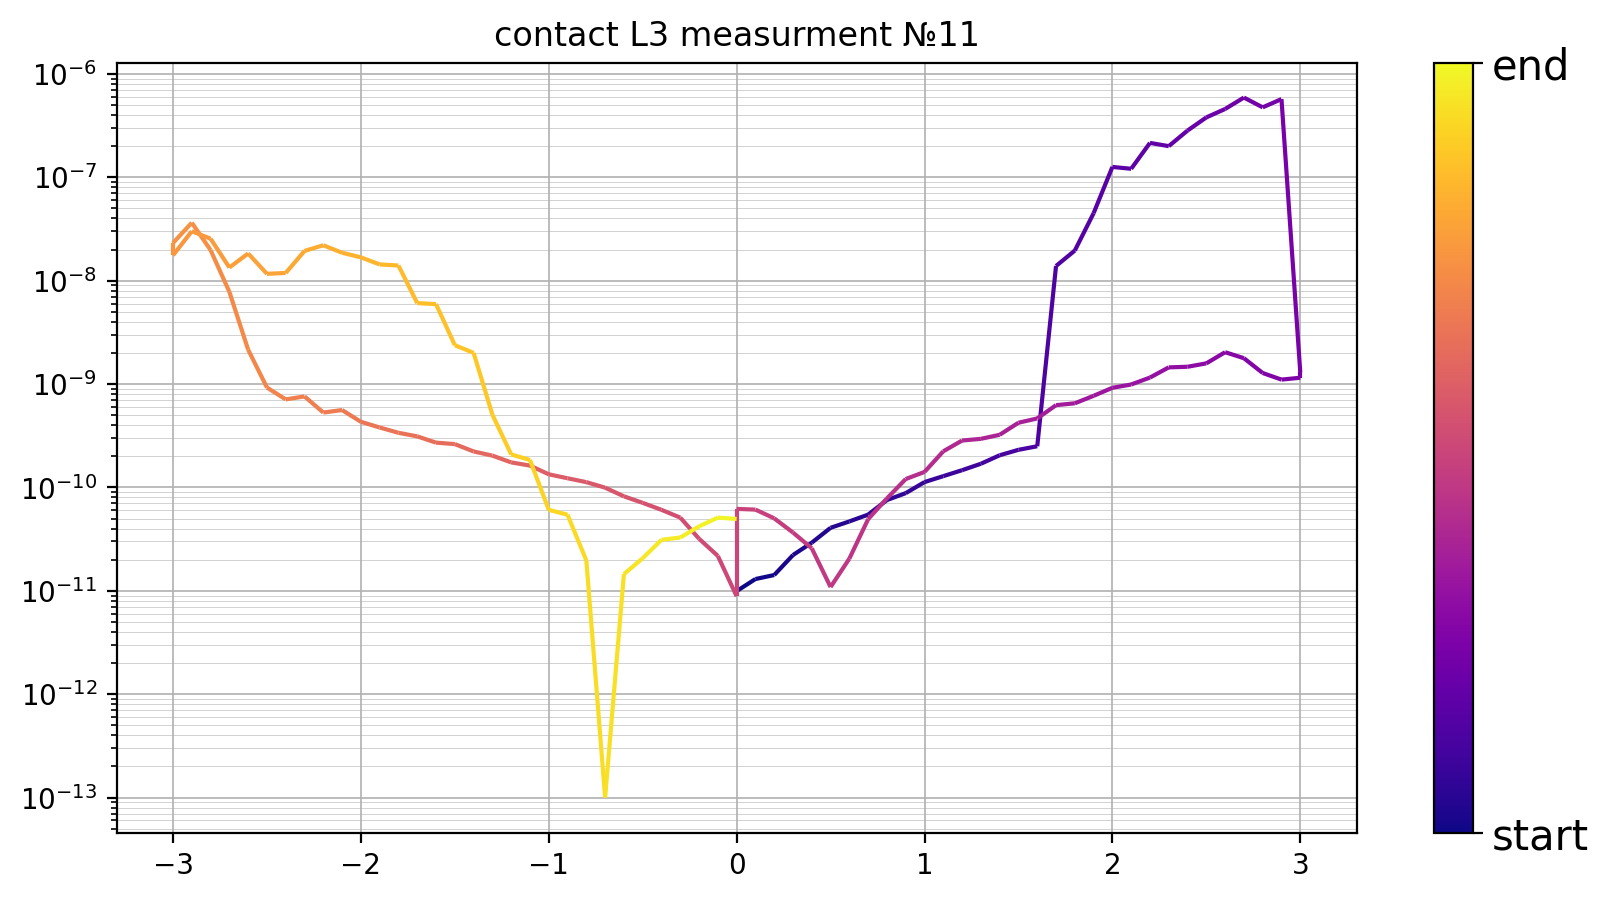 contact L3 measurment №11
10⁻⁶
10⁻⁷
10⁻⁸
10⁻⁹
10⁻¹⁰
10⁻¹¹
10⁻¹²
10⁻¹³
−3 −2 −1 0 1 2 3
end
start